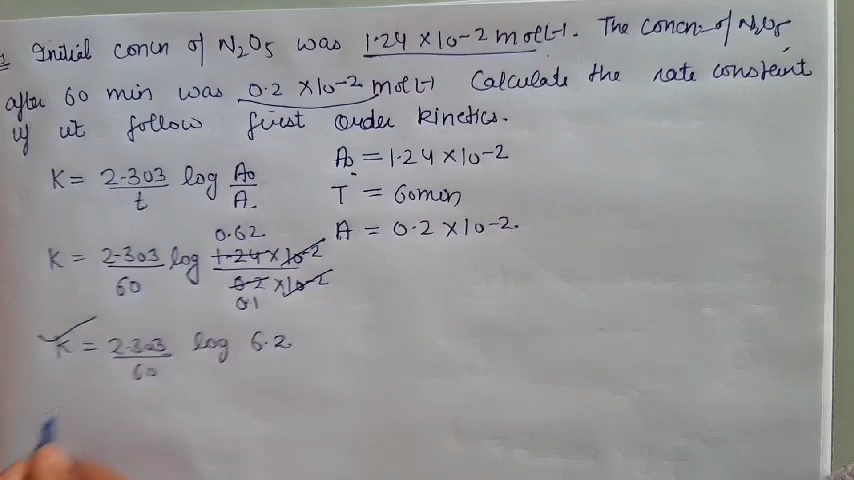 Initial concn of N2O5 was 1.24 × 10-2 mol L-1. The concn. of N2O5
after 60 min was 0.2 × 10-2 mol L-1 Calculate the rate constant
if it follow first order kinetics.
K = 2.303/t log A0/A.
A0 = 1.24 × 10-2
T = 60 min
A = 0.2 × 10-2.
0.62
K = 2.303/60 log 1.24 × 10-2/0.2 × 10-2
0.1
K = 2.303/60 log 6.2